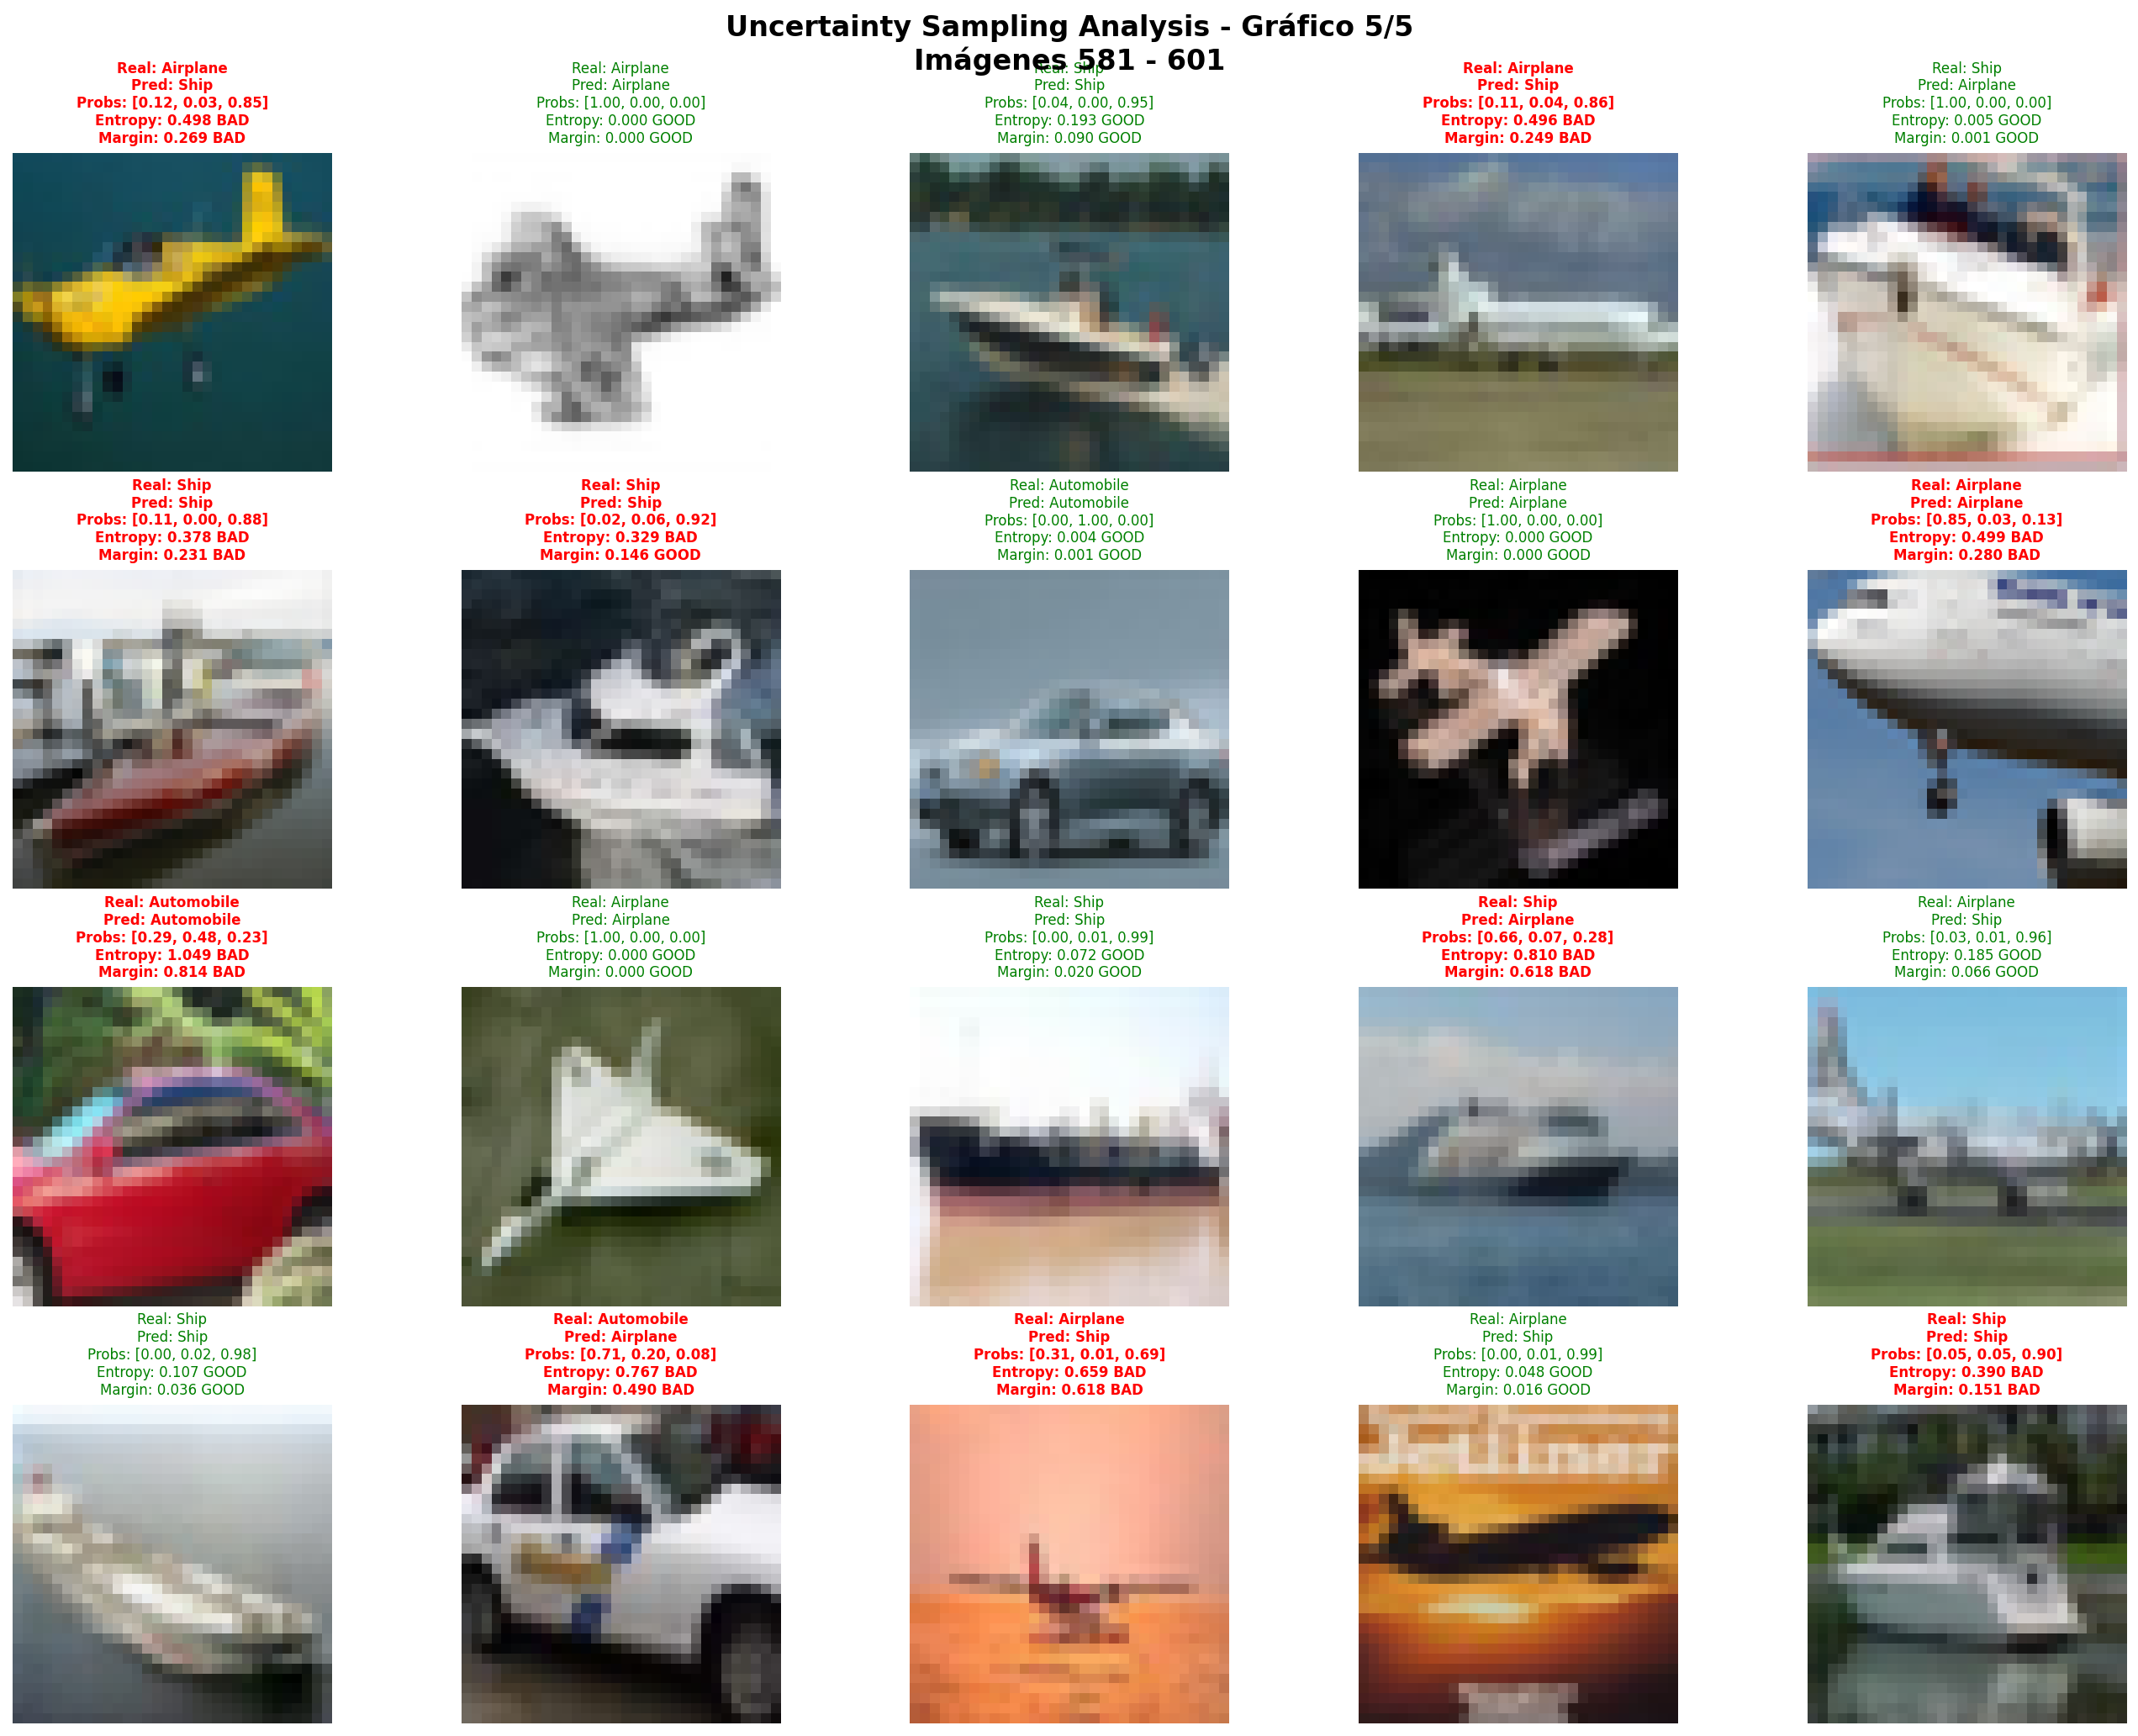 Uncertainty Sampling Analysis - Gráfico 5/5
Imágenes 581 - 601
Real: Airplane
Pred: Ship
Probs: [0.12, 0.03, 0.85]
Entropy: 0.498 BAD
Margin: 0.269 BAD
Real: Airplane
Pred: Airplane
Probs: [1.00, 0.00, 0.00]
Entropy: 0.000 GOOD
Margin: 0.000 GOOD
Real: Ship
Pred: Ship
Probs: [0.04, 0.00, 0.95]
Entropy: 0.193 GOOD
Margin: 0.090 GOOD
Real: Airplane
Pred: Ship
Probs: [0.11, 0.04, 0.86]
Entropy: 0.496 BAD
Margin: 0.249 BAD
Real: Ship
Pred: Airplane
Probs: [1.00, 0.00, 0.00]
Entropy: 0.005 GOOD
Margin: 0.001 GOOD
Real: Ship
Pred: Ship
Probs: [0.11, 0.00, 0.88]
Entropy: 0.378 BAD
Margin: 0.231 BAD
Real: Ship
Pred: Ship
Probs: [0.02, 0.06, 0.92]
Entropy: 0.329 BAD
Margin: 0.146 GOOD
Real: Automobile
Pred: Automobile
Probs: [0.00, 1.00, 0.00]
Entropy: 0.004 GOOD
Margin: 0.001 GOOD
Real: Airplane
Pred: Airplane
Probs: [1.00, 0.00, 0.00]
Entropy: 0.000 GOOD
Margin: 0.000 GOOD
Real: Airplane
Pred: Airplane
Probs: [0.85, 0.03, 0.13]
Entropy: 0.499 BAD
Margin: 0.280 BAD
Real: Automobile
Pred: Automobile
Probs: [0.29, 0.48, 0.23]
Entropy: 1.049 BAD
Margin: 0.814 BAD
Real: Airplane
Pred: Airplane
Probs: [1.00, 0.00, 0.00]
Entropy: 0.000 GOOD
Margin: 0.000 GOOD
Real: Ship
Pred: Ship
Probs: [0.00, 0.01, 0.99]
Entropy: 0.072 GOOD
Margin: 0.020 GOOD
Real: Ship
Pred: Airplane
Probs: [0.66, 0.07, 0.28]
Entropy: 0.810 BAD
Margin: 0.618 BAD
Real: Airplane
Pred: Ship
Probs: [0.03, 0.01, 0.96]
Entropy: 0.185 GOOD
Margin: 0.066 GOOD
Real: Ship
Pred: Ship
Probs: [0.00, 0.02, 0.98]
Entropy: 0.107 GOOD
Margin: 0.036 GOOD
Real: Automobile
Pred: Airplane
Probs: [0.71, 0.20, 0.08]
Entropy: 0.767 BAD
Margin: 0.490 BAD
Real: Airplane
Pred: Ship
Probs: [0.31, 0.01, 0.69]
Entropy: 0.659 BAD
Margin: 0.618 BAD
Real: Airplane
Pred: Ship
Probs: [0.00, 0.01, 0.99]
Entropy: 0.048 GOOD
Margin: 0.016 GOOD
Real: Ship
Pred: Ship
Probs: [0.05, 0.05, 0.90]
Entropy: 0.390 BAD
Margin: 0.151 BAD